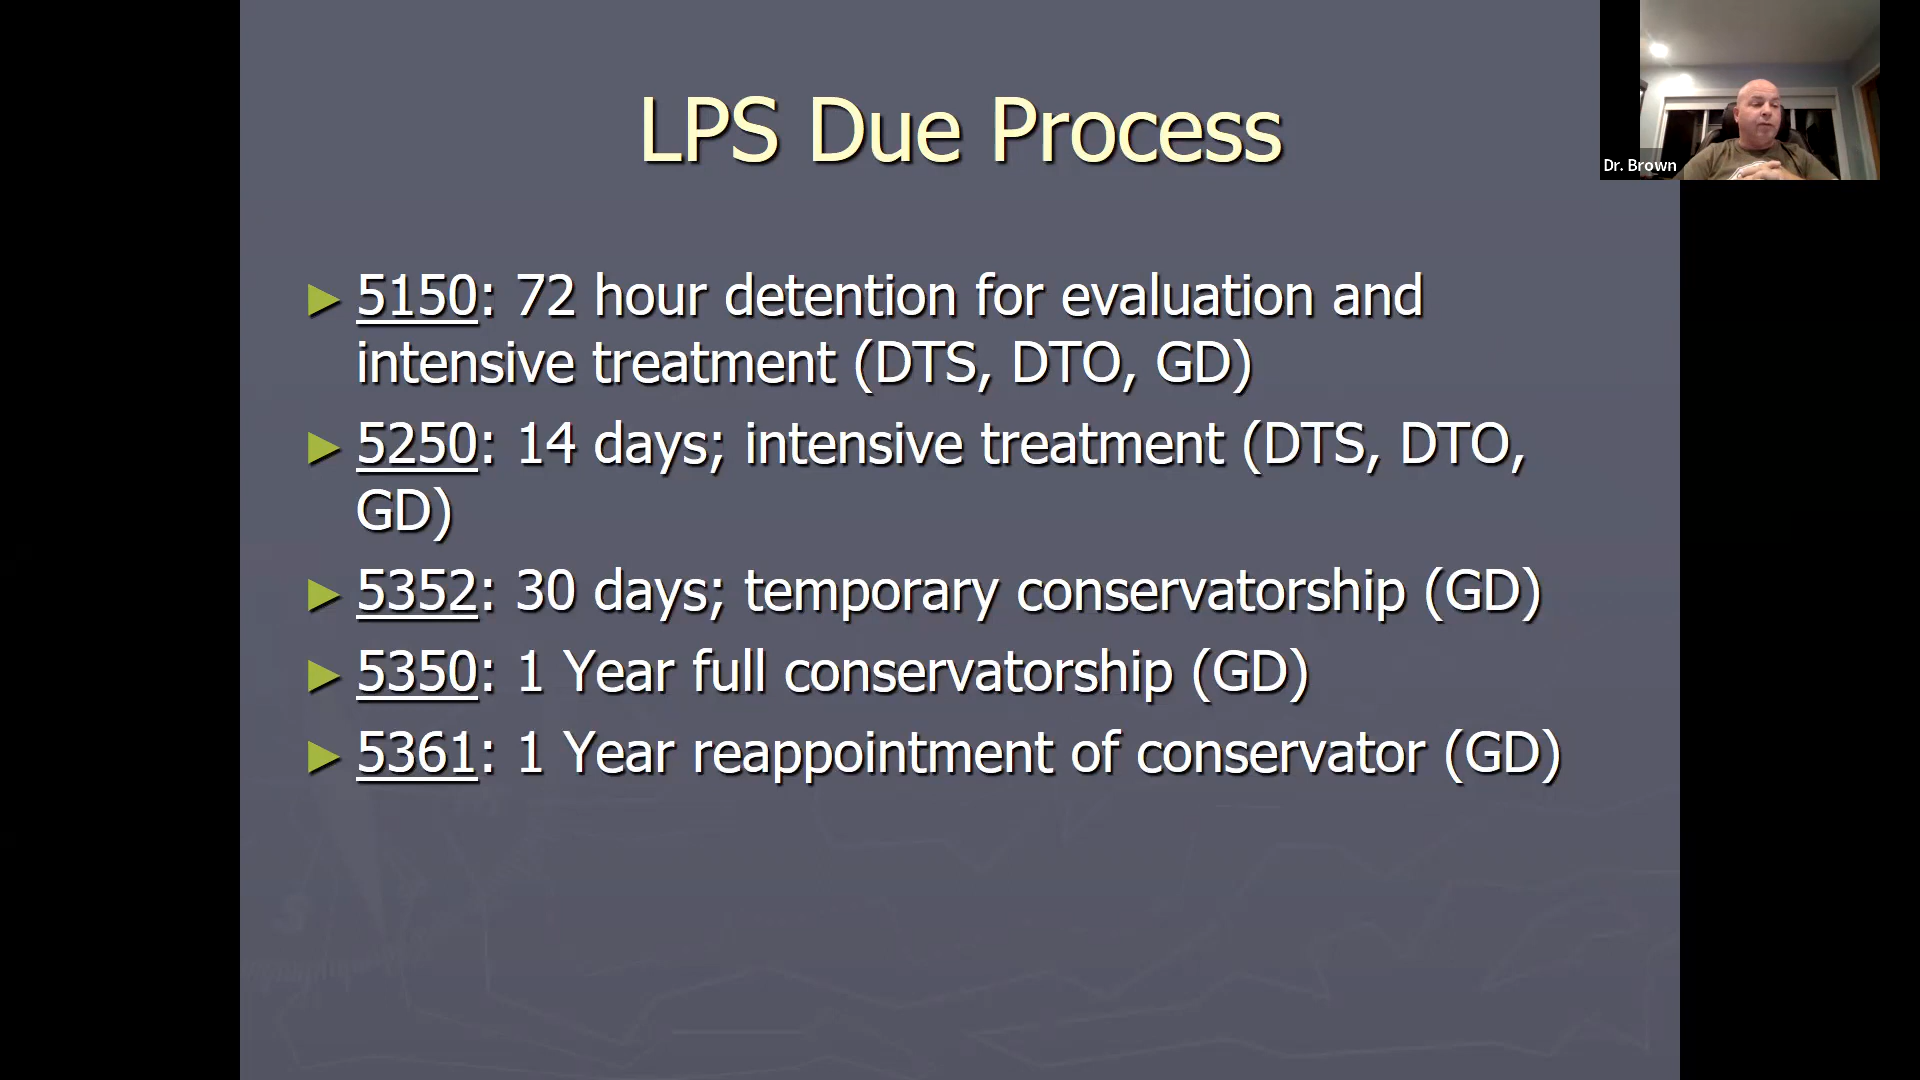 LPS Due Process
Dr. Brown
► 5150: 72 hour detention for evaluation and
intensive treatment (DTS, DTO, GD)
► 5250: 14 days; intensive treatment (DTS, DTO,
GD)
► 5352: 30 days; temporary conservatorship (GD)
► 5350: 1 Year full conservatorship (GD)
► 5361: 1 Year reappointment of conservator (GD)